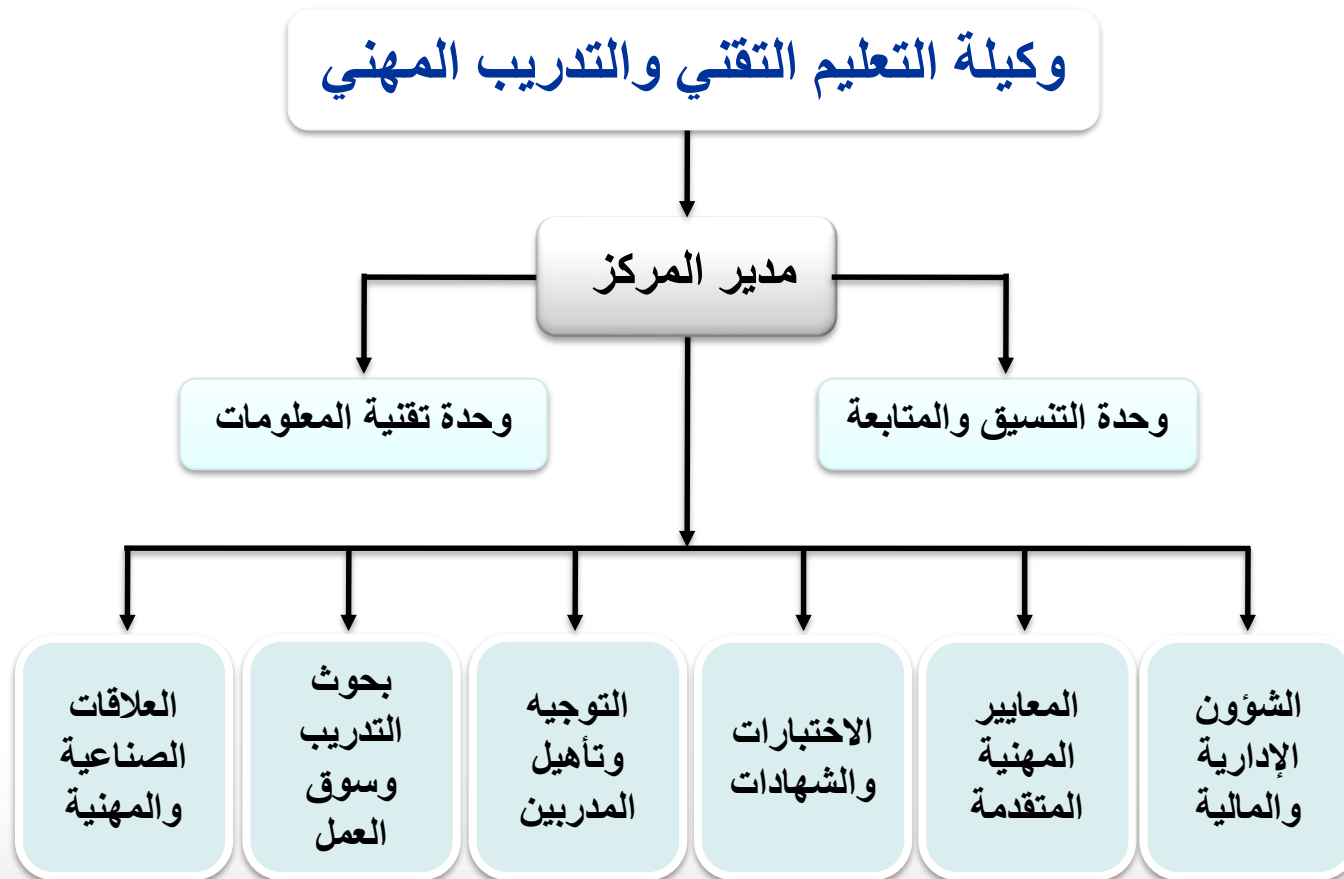 وكيلة التعليم التقني والتدريب المهني
مدير المركز
وحدة التنسيق والمتابعة
وحدة تقنية المعلومات
الشؤون
الإدارية
والمالية
المعايير
المهنية
المتقدمة
الاختبارات
والشهادات
التوجيه
وتأهيل
المدربين
بحوث
التدريب
وسوق
العمل
العلاقات
الصناعية
والمهنية